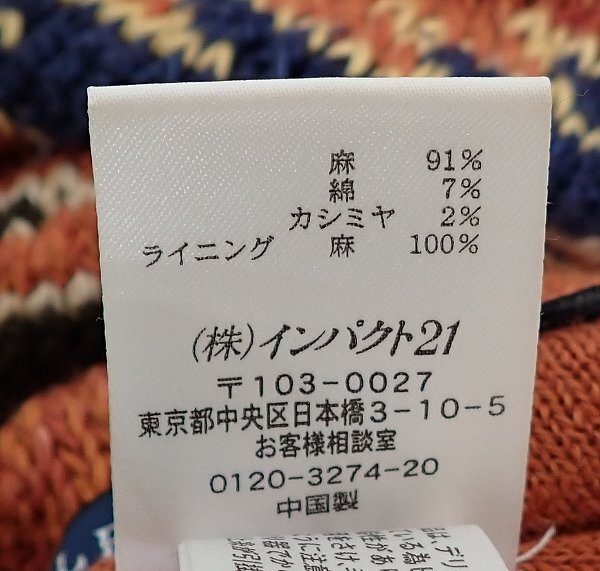 麻 91%
綿 7%
カシミヤ 2%
ライニング 麻 100%
(株)インパクト21
〒103-0027
東京都中央区日本橋3-10-5
お客様相談室
0120-3274-20
中国製